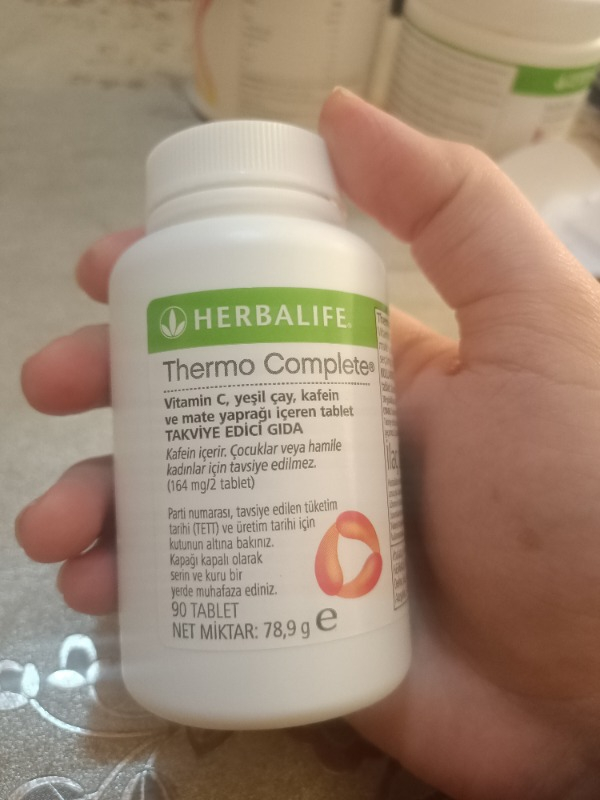 HERBALIFE
Thermo Complete®
Vitamin C, yeşil çay, kafein
ve mate yaprağı içeren tablet
TAKVİYE EDİCİ GIDA
Kafein içerir. Çocuklar veya hamile
kadınlar için tavsiye edilmez.
(164 mg/2 tablet)
Parti numarası, tavsiye edilen tüketim
tarihi (TETT) ve üretim tarihi için
kutunun altına bakınız.
Kapağı kapalı olarak
serin ve kuru bir
yerde muhafaza ediniz.
90 TABLET
NET MİKTAR: 78,9 g e